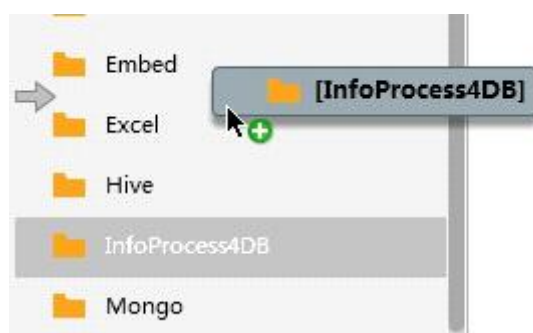 Embed
[InfoProcess4DB]
Excel
Hive
InfoProcess4DB
Mongo